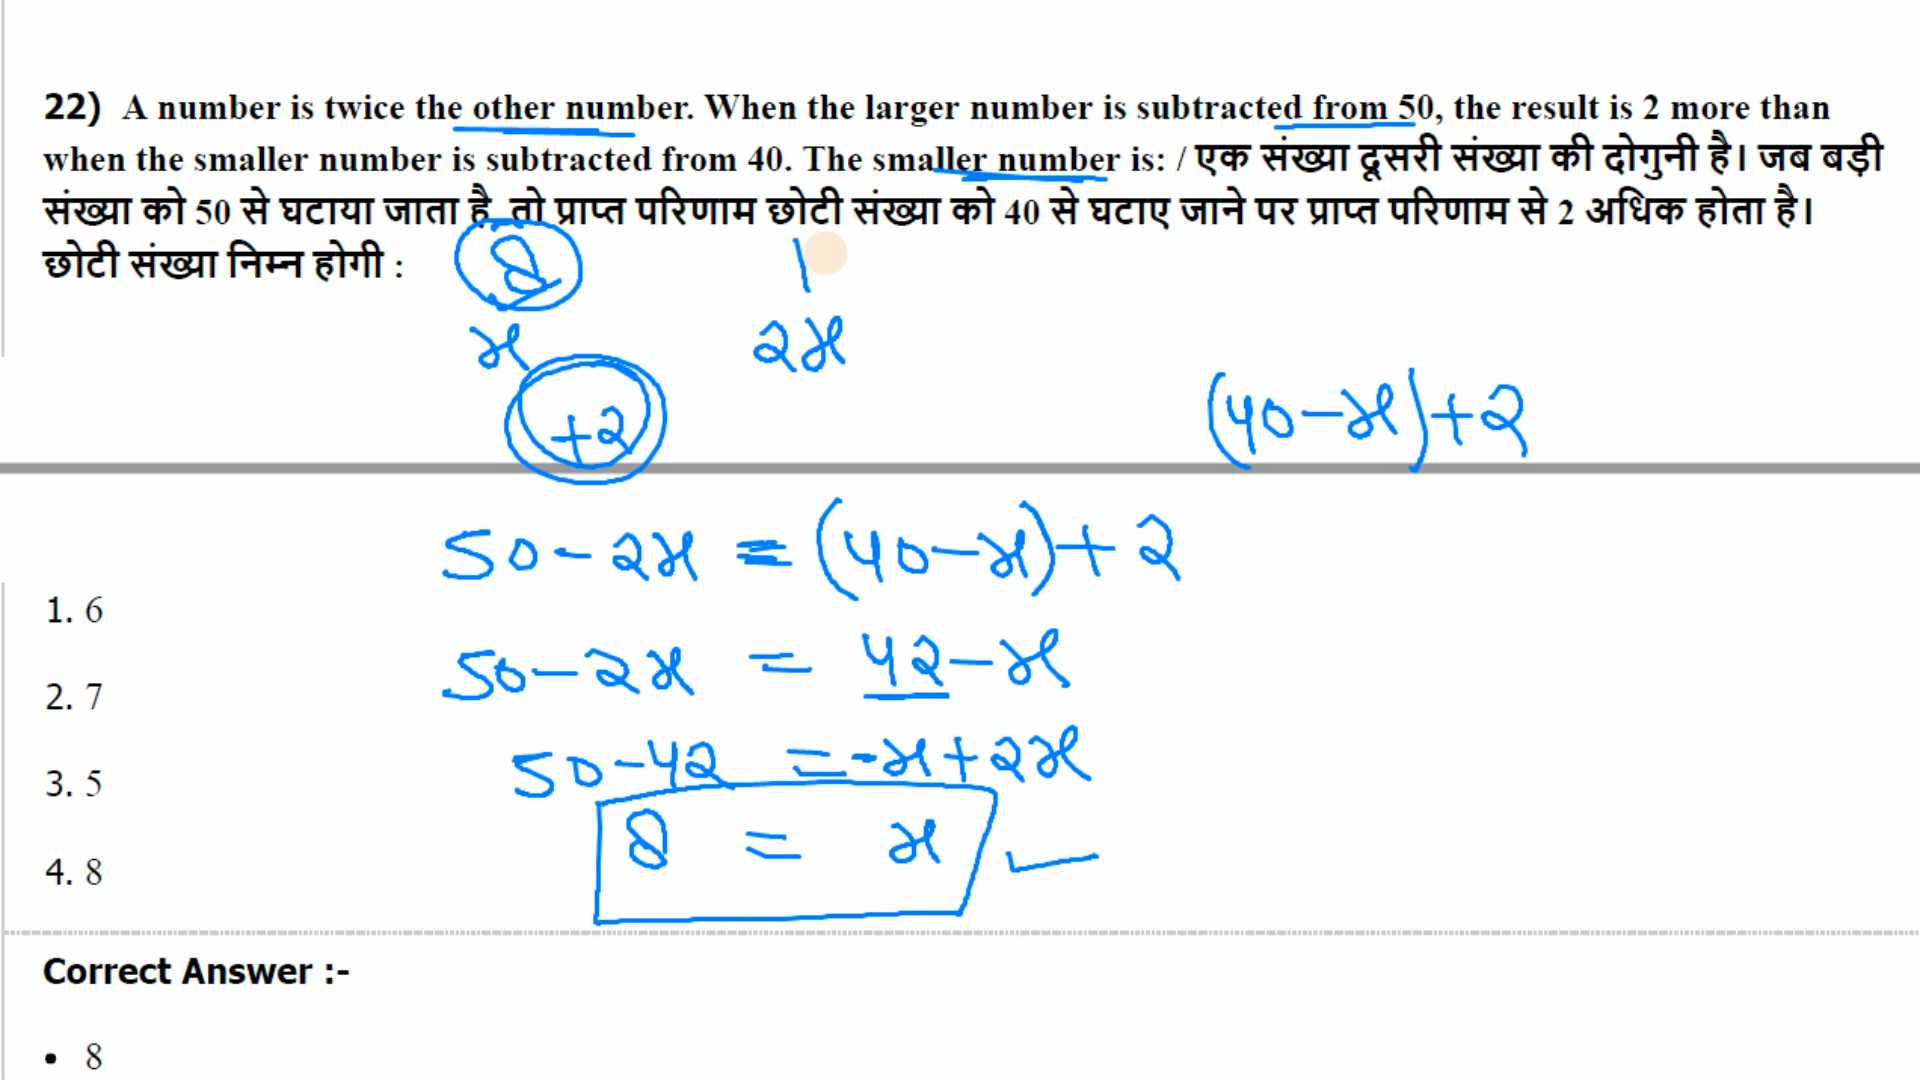 22) A number is twice the other number. When the larger number is subtracted from 50, the result is 2 more than
when the smaller number is subtracted from 40. The smaller number is: / एक संख्या दूसरी संख्या की दोगुनी है। जब बड़ी
संख्या को 50 से घटाया जाता है, तो प्राप्त परिणाम छोटी संख्या को 40 से घटाए जाने पर प्राप्त परिणाम से 2 अधिक होता है।
छोटी संख्या निम्न होगी :
8
x 2x
+2
(40-x)+2
50-2x = (40-x)+2
1. 6
50-2x = 42-x
2. 7
50-42 = -x+2x
3. 5
8 = x
4. 8
Correct Answer :-
• 8